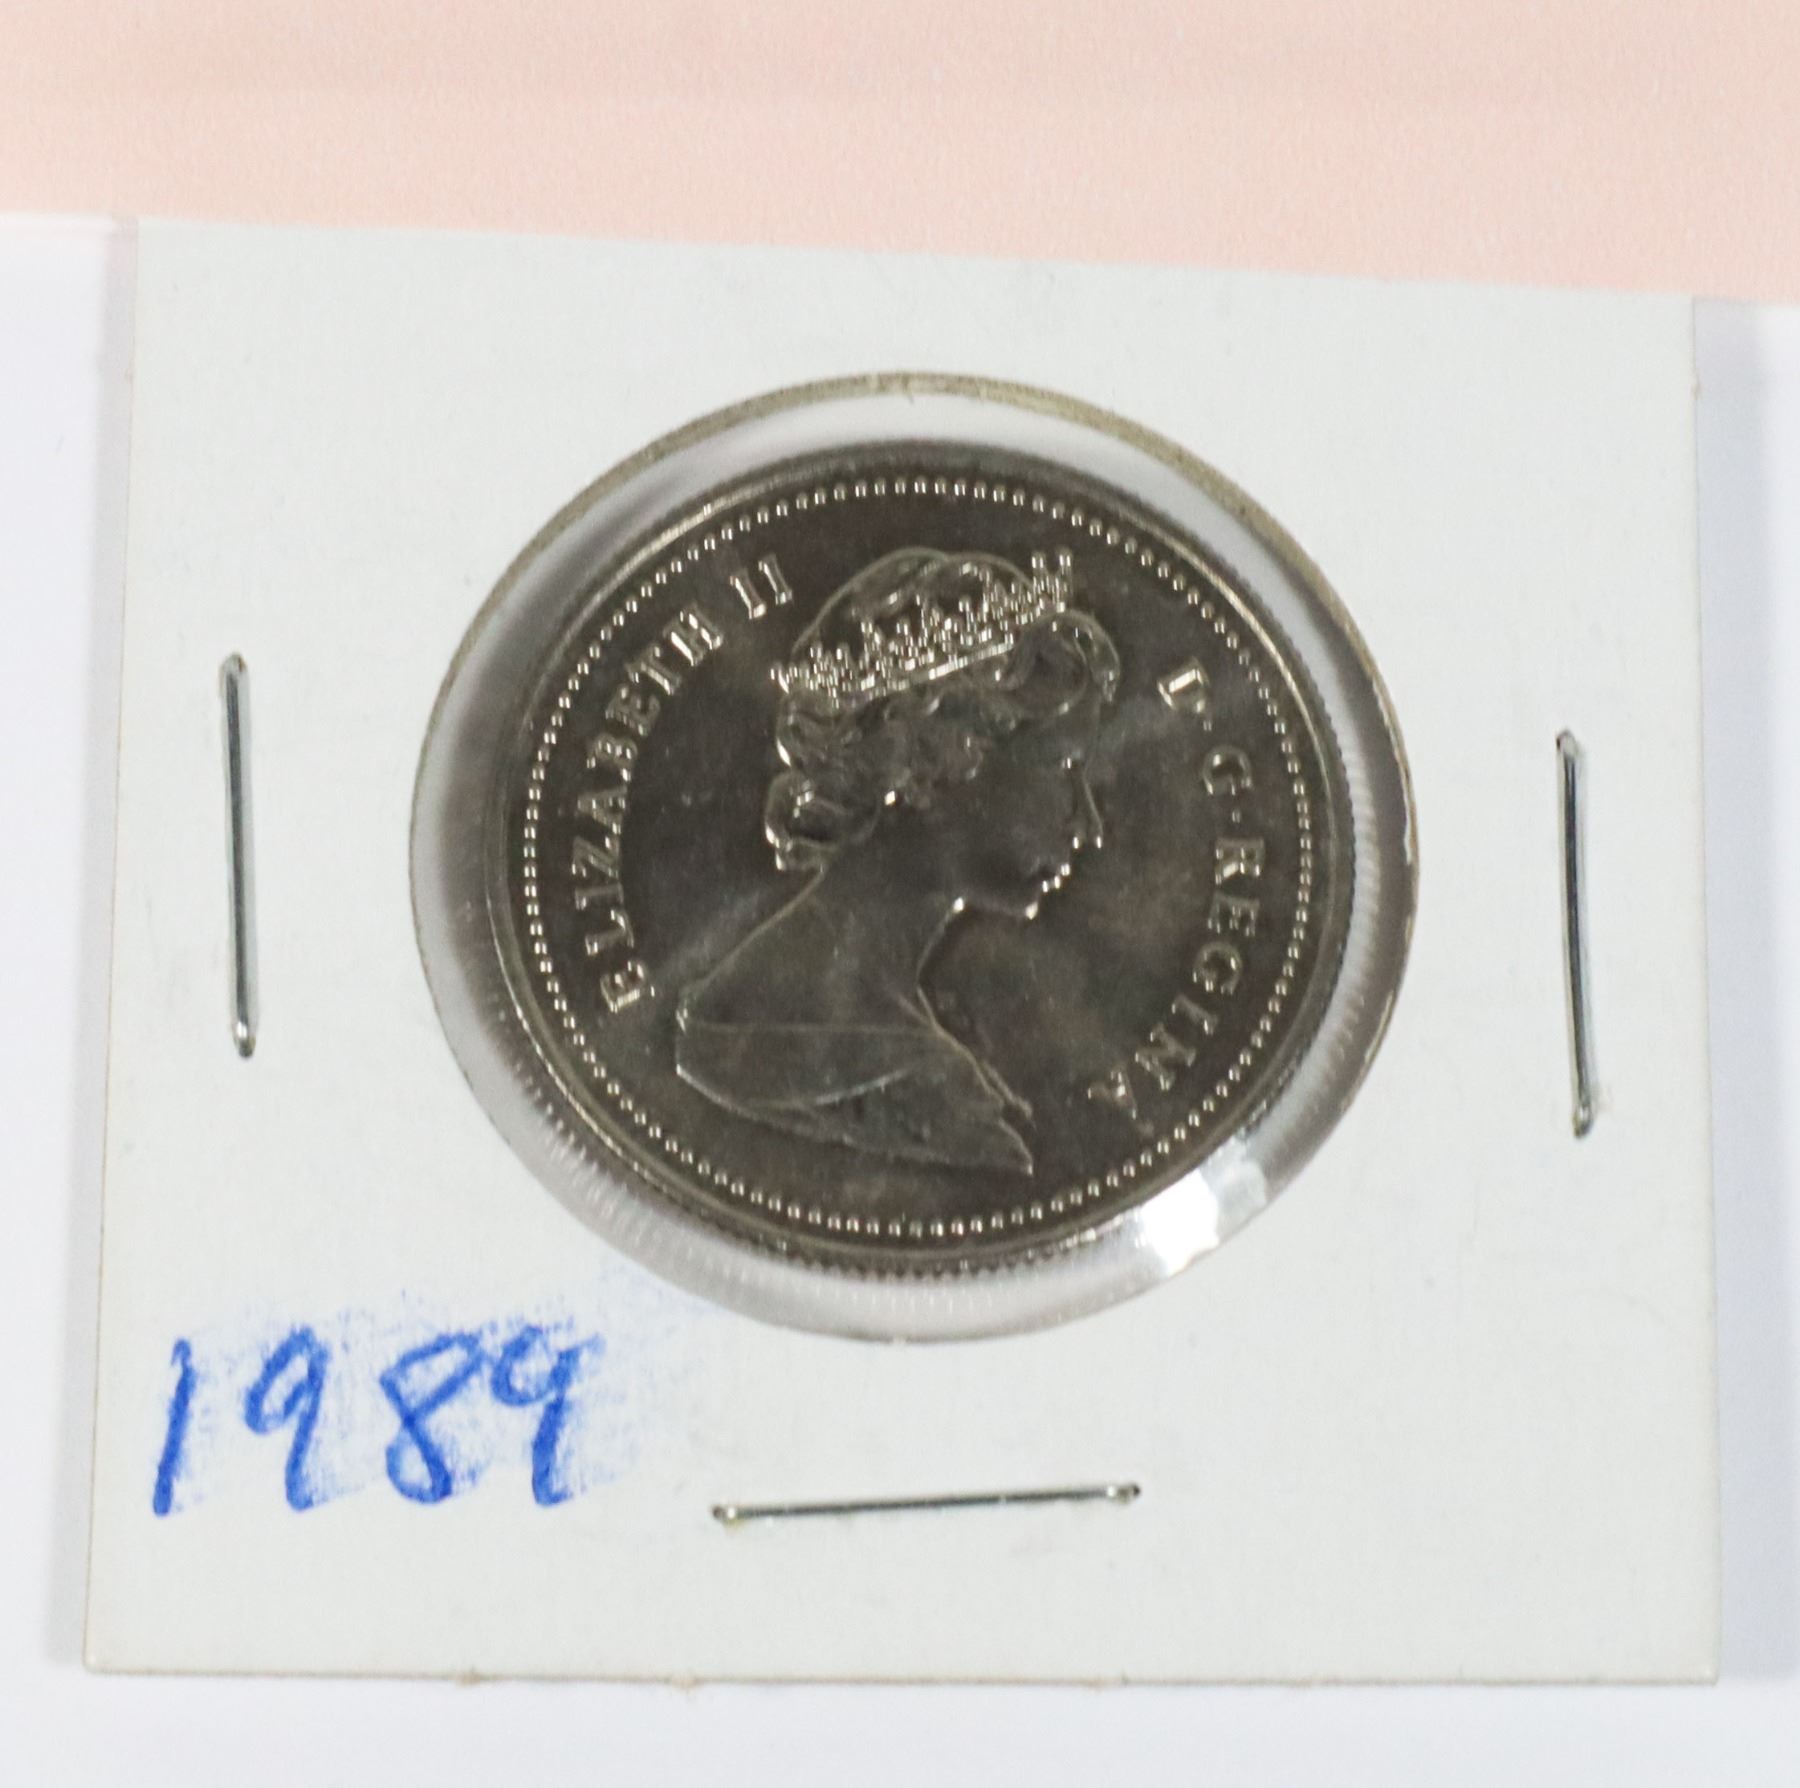 ELIZABETH II D·G·REGINA
1989